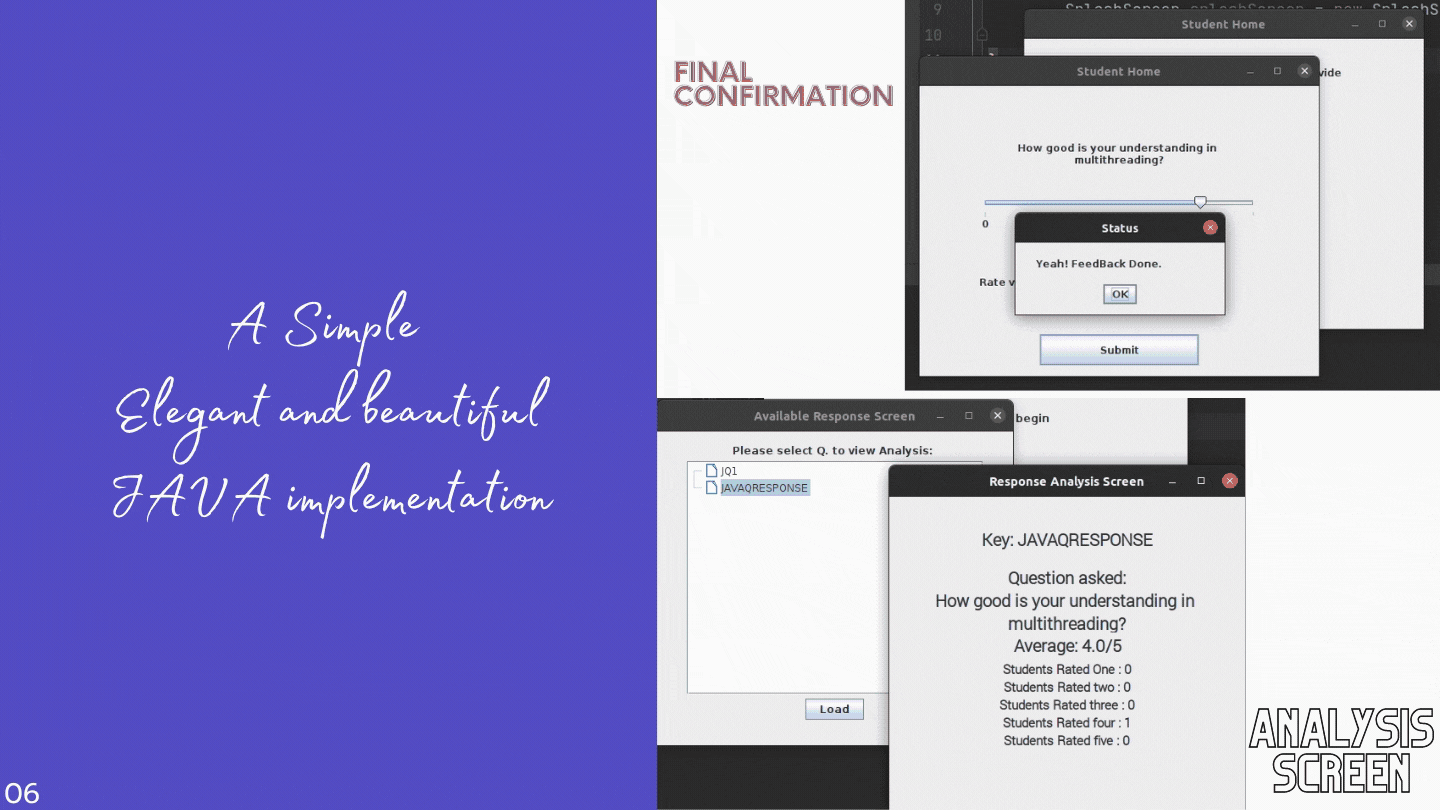 A Simple
Elegant and beautiful
JAVA implementation
06
FINAL
CONFIRMATION
9
10
Student Home
vide
Student Home
How good is your understanding in
multithreading?
0
Rate v
Status
Yeah! FeedBack Done.
OK
Submit
Available Response Screen
begin
Please select Q. to view Analysis:
JQ1
JAVAQRESPONSE
Load
Response Analysis Screen
Key: JAVAQRESPONSE
Question asked:
How good is your understanding in
multithreading?
Average: 4.0/5
Students Rated One : 0
Students Rated two : 0
Students Rated three : 0
Students Rated four : 1
Students Rated five : 0
ANALYSIS
SCREEN